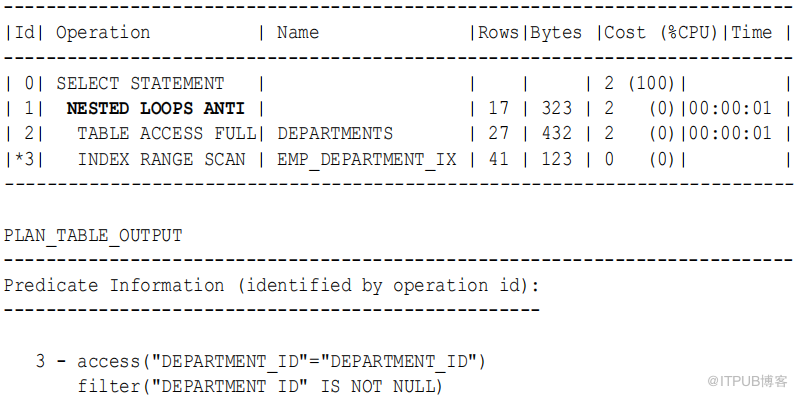 --------------------------------------------------------------------------------
|Id| Operation | Name |Rows|Bytes |Cost (%CPU)|Time |
--------------------------------------------------------------------------------
| 0| SELECT STATEMENT | | | | 2 (100)| |
| 1| NESTED LOOPS ANTI | | 17 | 323 | 2 (0)|00:00:01 |
| 2| TABLE ACCESS FULL| DEPARTMENTS | 27 | 432 | 2 (0)|00:00:01 |
|*3| INDEX RANGE SCAN | EMP_DEPARTMENT_IX | 41 | 123 | 0 (0)| |
--------------------------------------------------------------------------------
PLAN_TABLE_OUTPUT
--------------------------------------------------------------------------------
Predicate Information (identified by operation id):
---------------------------------------------------
3 - access("DEPARTMENT_ID"="DEPARTMENT_ID")
filter("DEPARTMENT_ID" IS NOT NULL)
@ITPUB博客